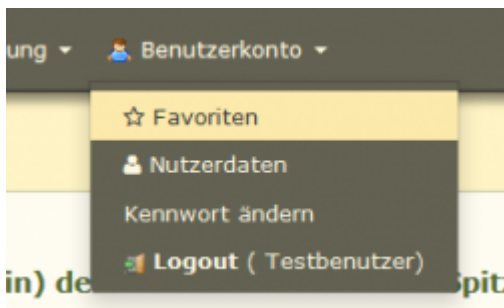 ung Benutzerkonto
Favoriten
Nutzerdaten
Kennwort ändern
Logout ( Testbenutzer)
in) de Spit